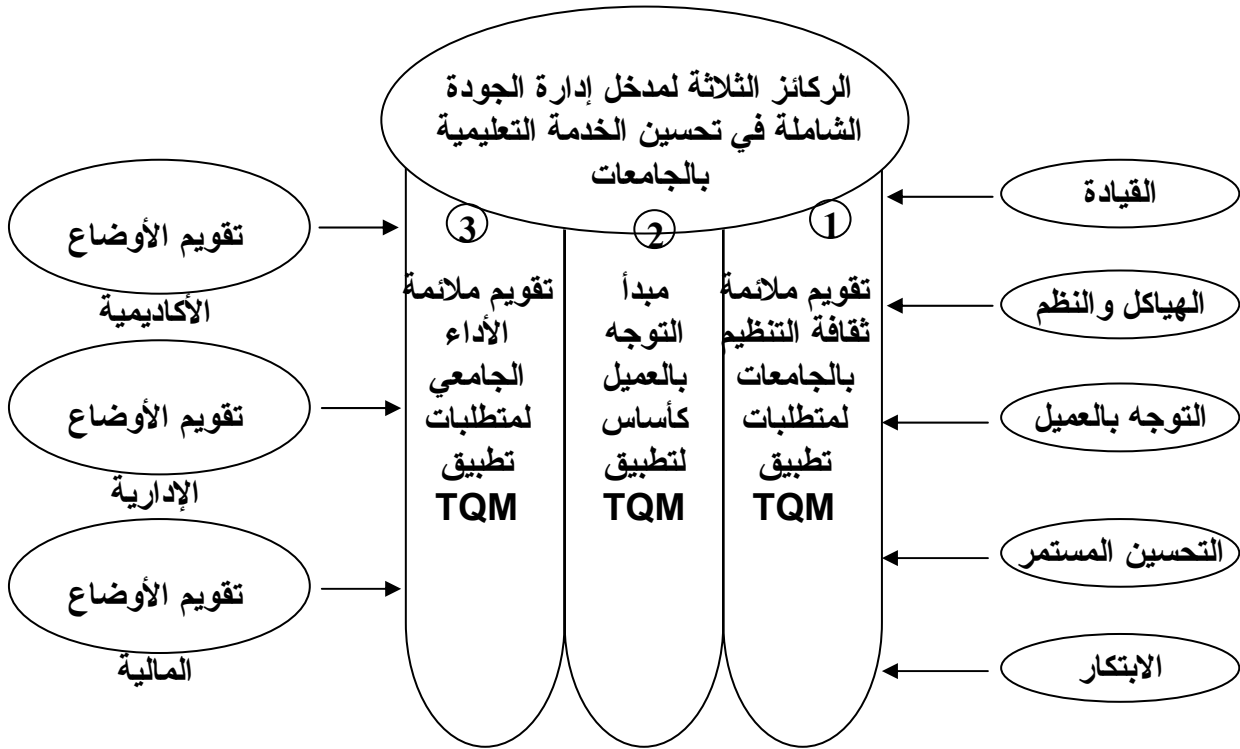 الركائز الثلاثة لمدخل إدارة الجودة
الشاملة في تحسين الخدمة التعليمية
بالجامعات
القيادة
الهياكل والنظم
التوجه بالعميل
التحسين المستمر
الابتكار
1
تقويم ملائمة
ثقافة التنظيم
بالجامعات
لمتطلبات
تطبيق
TQM
2
مبدأ
التوجه
بالعميل
كأساس
لتطبيق
TQM
3
تقويم ملائمة
الأداء
الجامعي
لمتطلبات
تطبيق
TQM
تقويم الأوضاع
الأكاديمية
تقويم الأوضاع
الإدارية
تقويم الأوضاع
المالية